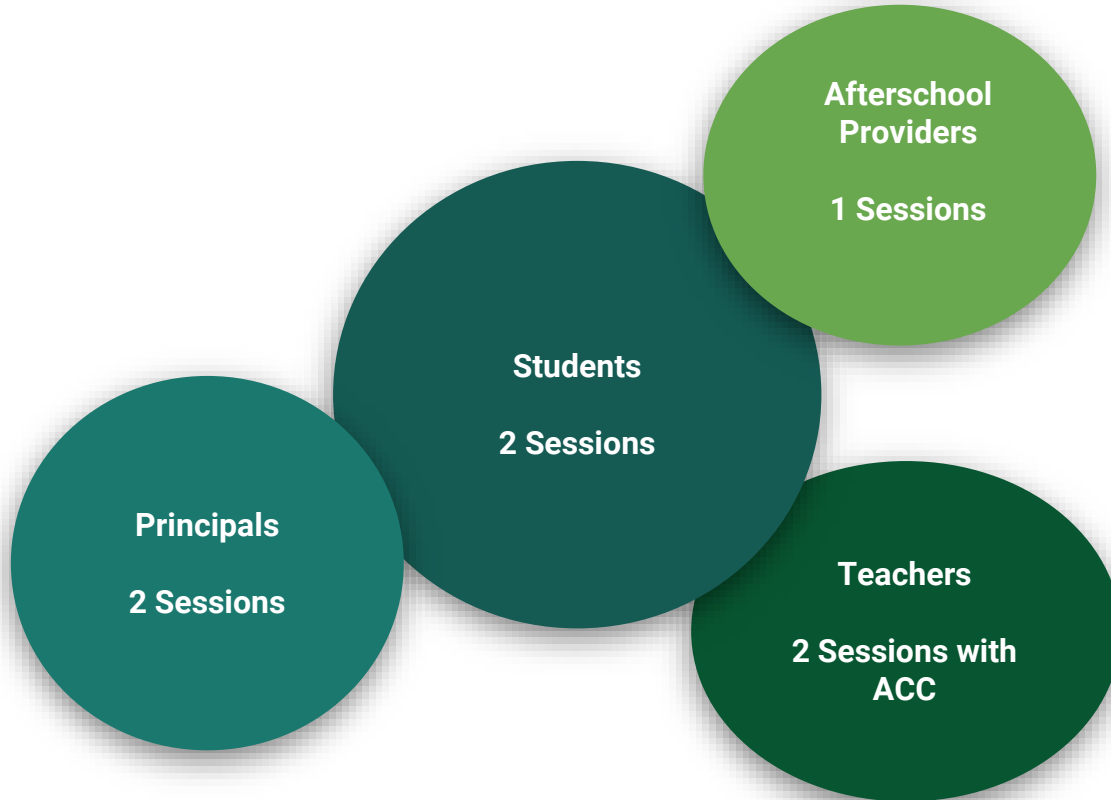 Afterschool
Providers
1 Sessions
Students
2 Sessions
Principals
2 Sessions
Teachers
2 Sessions with
ACC